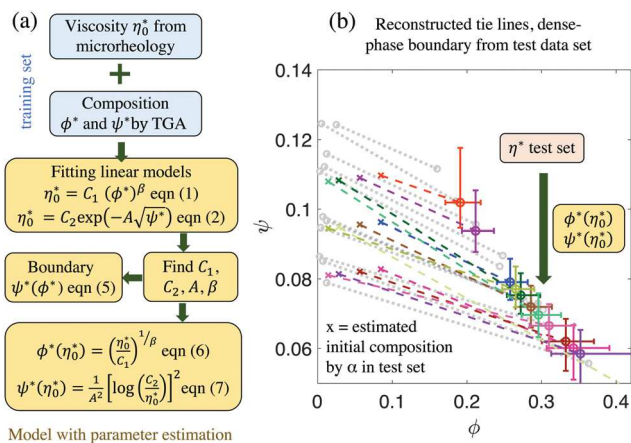 (a)
Viscosity η₀* from
microrheology
+
training set
Composition
ϕ* and ψ* by TGA
Fitting linear models
η₀* = C₁ (ϕ*)^β eqn (1)
η₀* = C₂exp(−A√ψ*) eqn (2)
Boundary
ψ*(ϕ*) eqn (5)
Find C₁,
C₂, A, β
ϕ*(η₀*) = (η₀*/C₁)^(1/β) eqn (6)
ψ*(η₀*) = 1/A² [log(C₂/η₀*)]² eqn (7)
Model with parameter estimation
(b)
Reconstructed tie lines, dense-
phase boundary from test data set
0.14
0.12
0.1
0.08
0.06
ψ
η* test set
ϕ*(η₀*)
ψ*(η₀*)
x = estimated
initial composition
by α in test set
0
0.1
0.2
0.3
0.4
ϕ